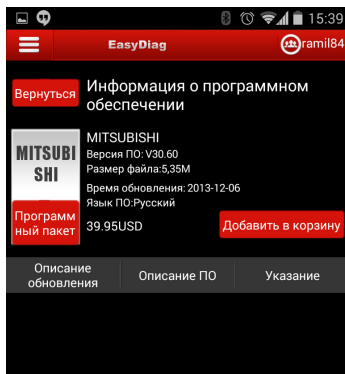 15:39
EasyDiag
ramil84
Вернуться
Информация о программном
обеспечении
MITSUBI
SHI
MITSUBISHI
Версия ПО: V30.60
Размер файла:5,35M
Время обновления: 2013-12-06
Язык ПО:Русский
Программ
ный пакет
39.95USD
Добавить в корзину
Описание
обновления
Описание ПО
Указание